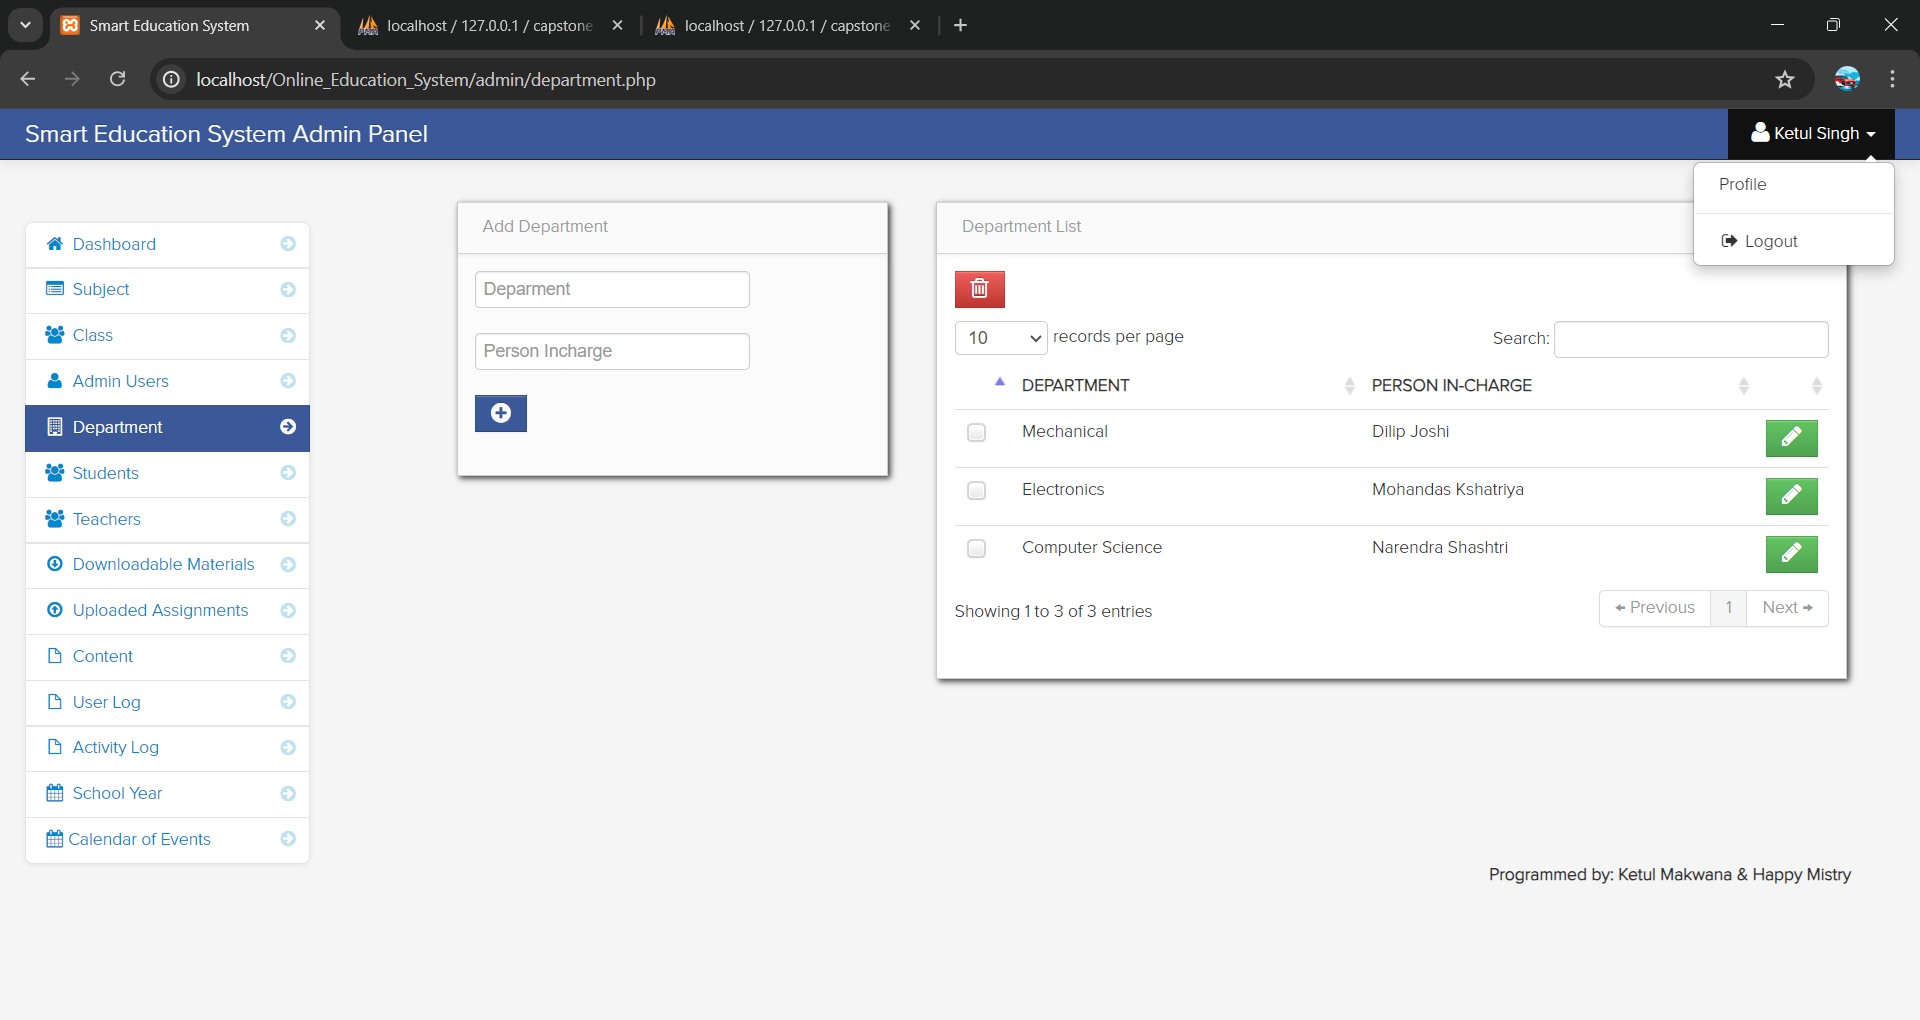 Smart Education System
localhost / 127.0.0.1 / capstone
localhost / 127.0.0.1 / capstone
localhost/Online_Education_System/admin/department.php
Smart Education System Admin Panel
Ketul Singh
Profile
Logout
Dashboard
Subject
Class
Admin Users
Department
Students
Teachers
Downloadable Materials
Uploaded Assignments
Content
User Log
Activity Log
School Year
Calendar of Events
Add Department
Deparment
Person Incharge
Department List
10 records per page
Search:
DEPARTMENT PERSON IN-CHARGE
Mechanical Dilip Joshi
Electronics Mohandas Kshatriya
Computer Science Narendra Shashtri
Showing 1 to 3 of 3 entries
← Previous 1 Next →
Programmed by: Ketul Makwana & Happy Mistry